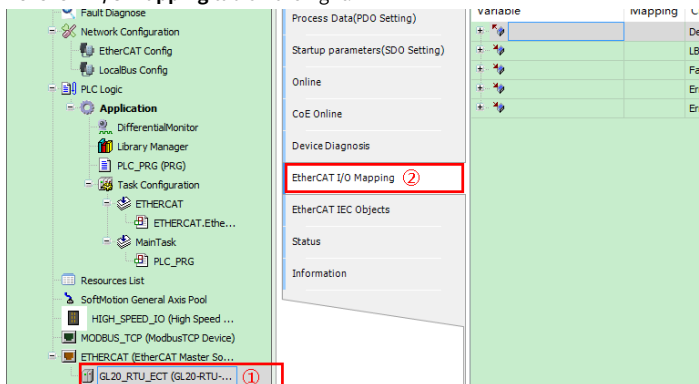 Fault Diagnose
Network Configuration
EtherCAT Config
LocalBus Config
PLC Logic
Application
DifferentialMonitor
Library Manager
PLC_PRG (PRG)
Task Configuration
ETHERCAT
ETHERCAT.Ethe...
MainTask
PLC_PRG
Resources List
SoftMotion General Axis Pool
HIGH_SPEED_IO (High Speed ...
MODBUS_TCP (ModbusTCP Device)
ETHERCAT (EtherCAT Master So...
GL20_RTU_ECT (GL20-RTU-... ①
Process Data(PDO Setting)
Startup parameters(SDO Setting)
Online
CoE Online
Device Diagnosis
EtherCAT I/O Mapping ②
EtherCAT IEC Objects
Status
Information
Variable Mapping C
De
LB
Fa
Er
Er